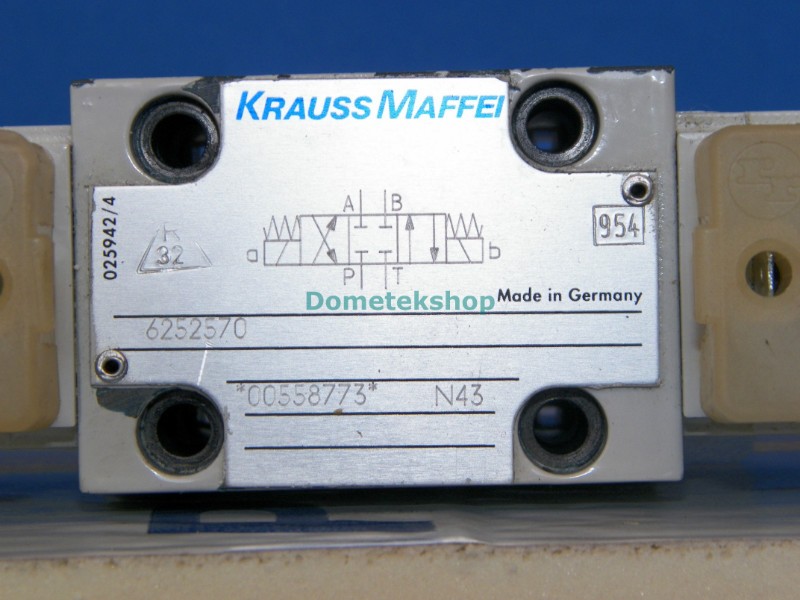 KRAUSS MAFFEI
A B
954
025942/4
32
a b
P T
Dometekshop
Made in Germany
6252570
*00558773* N43